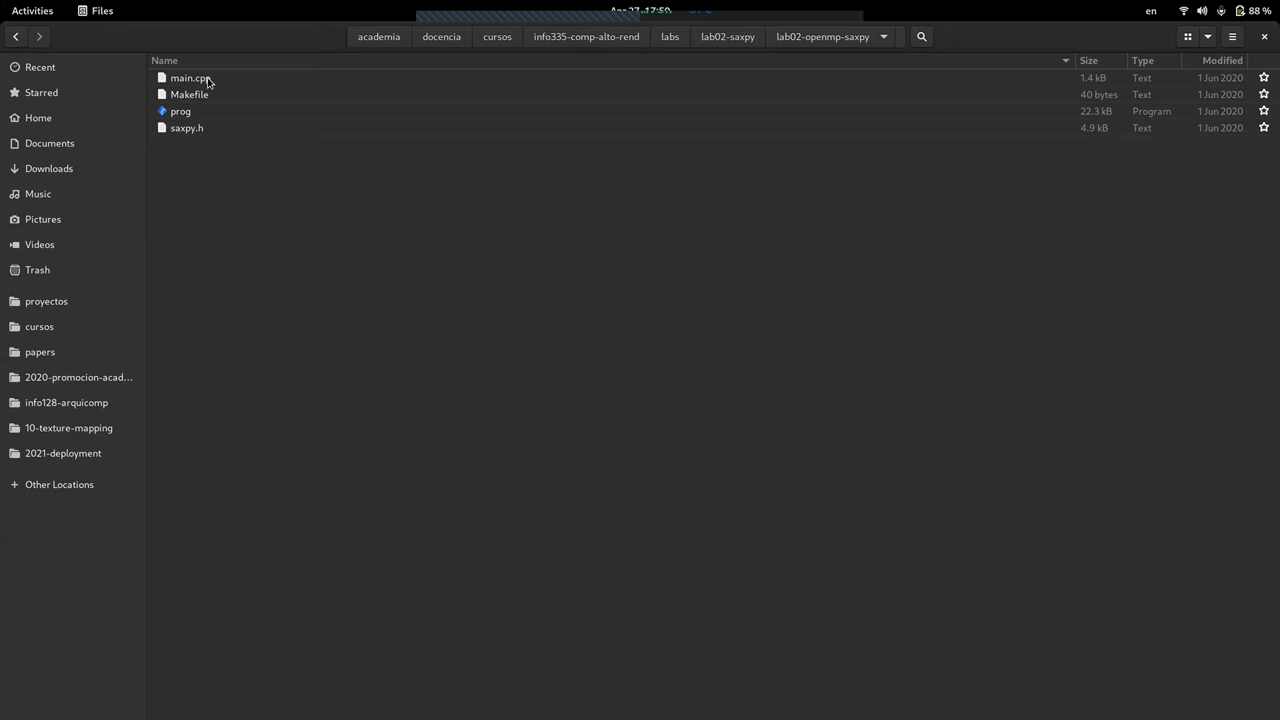 Activities Files Apr 27 17:50 en 88 %
academia docencia cursos info335-comp-alto-rend labs lab02-saxpy lab02-openmp-saxpy
Name Size Type Modified
main.cpp 1.4 kB Text 1 Jun 2020
Makefile 40 bytes Text 1 Jun 2020
prog 22.3 kB Program 1 Jun 2020
saxpy.h 4.9 kB Text 1 Jun 2020
Recent
Starred
Home
Documents
Downloads
Music
Pictures
Videos
Trash
proyectos
cursos
papers
2020-promocion-acad...
info128-arquicomp
10-texture-mapping
2021-deployment
Other Locations